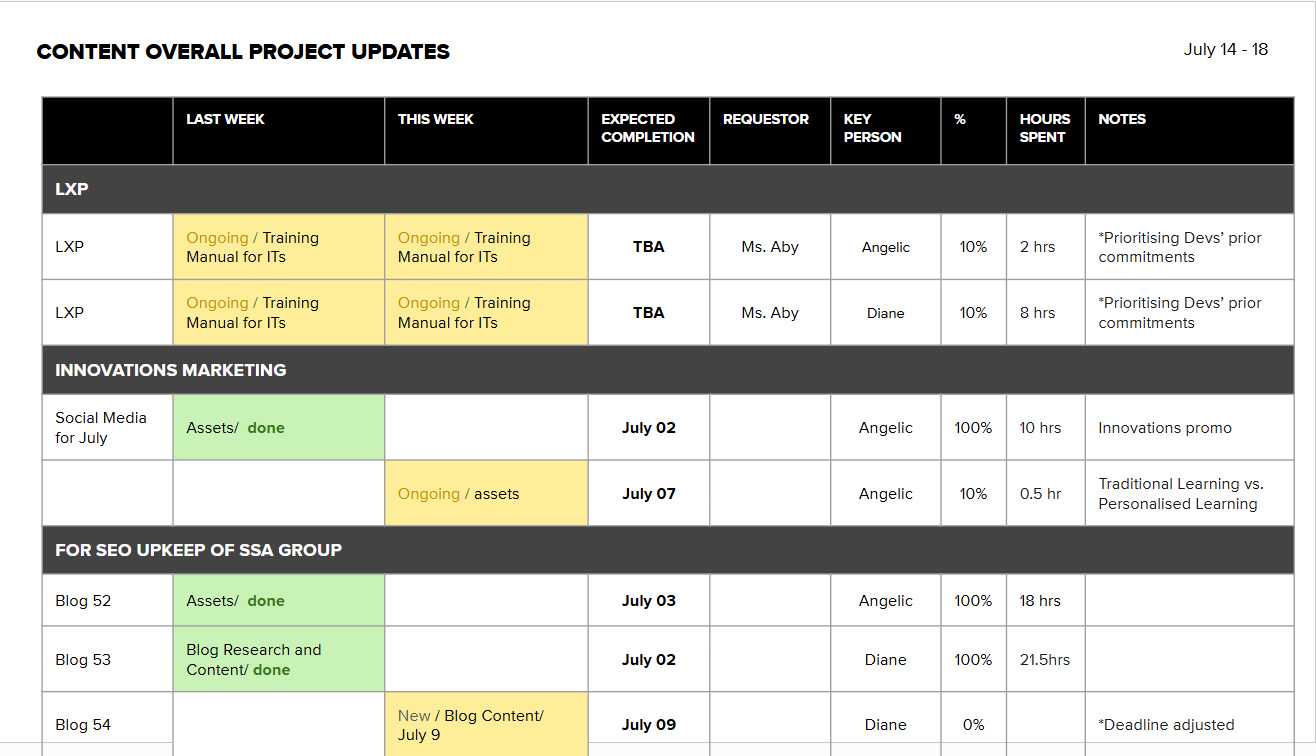 CONTENT OVERALL PROJECT UPDATES
July 14 - 18
LAST WEEK
THIS WEEK
EXPECTED
COMPLETION
REQUESTOR
KEY
PERSON
%
HOURS
SPENT
NOTES
LXP
LXP
Ongoing / Training
Manual for ITs
Ongoing / Training
Manual for ITs
TBA
Ms. Aby
Angelic
10%
2 hrs
*Prioritising Devs’ prior
commitments
LXP
Ongoing / Training
Manual for ITs
Ongoing / Training
Manual for ITs
TBA
Ms. Aby
Diane
10%
8 hrs
*Prioritising Devs’ prior
commitments
INNOVATIONS MARKETING
Social Media
for July
Assets/ done
July 02
Angelic
100%
10 hrs
Innovations promo
Ongoing / assets
July 07
Angelic
10%
0.5 hr
Traditional Learning vs.
Personalised Learning
FOR SEO UPKEEP OF SSA GROUP
Blog 52
Assets/ done
July 03
Angelic
100%
18 hrs
Blog 53
Blog Research and
Content/ done
July 02
Diane
100%
21.5hrs
Blog 54
New / Blog Content/
July 9
July 09
Diane
0%
*Deadline adjusted